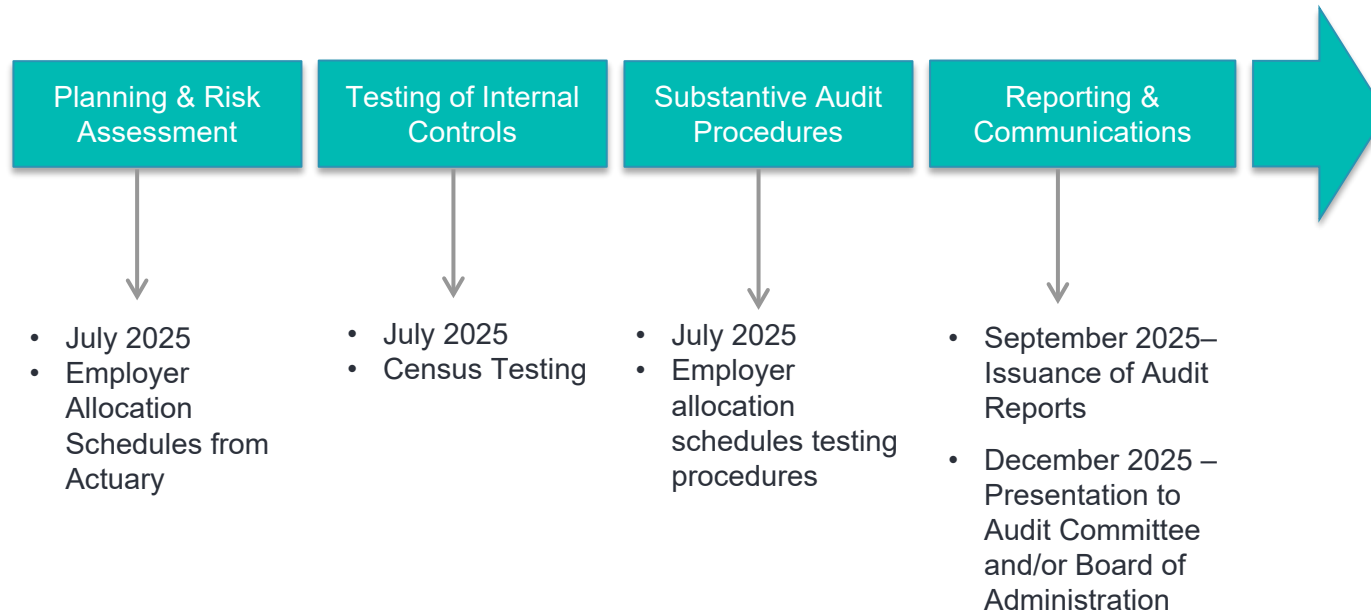 Planning & Risk
Assessment
Testing of Internal
Controls
Substantive Audit
Procedures
Reporting &
Communications
• July 2025
• Employer
Allocation
Schedules from
Actuary
• July 2025
• Census Testing
• July 2025
• Employer
allocation
schedules testing
procedures
• September 2025–
Issuance of Audit
Reports
• December 2025 –
Presentation to
Audit Committee
and/or Board of
Administration